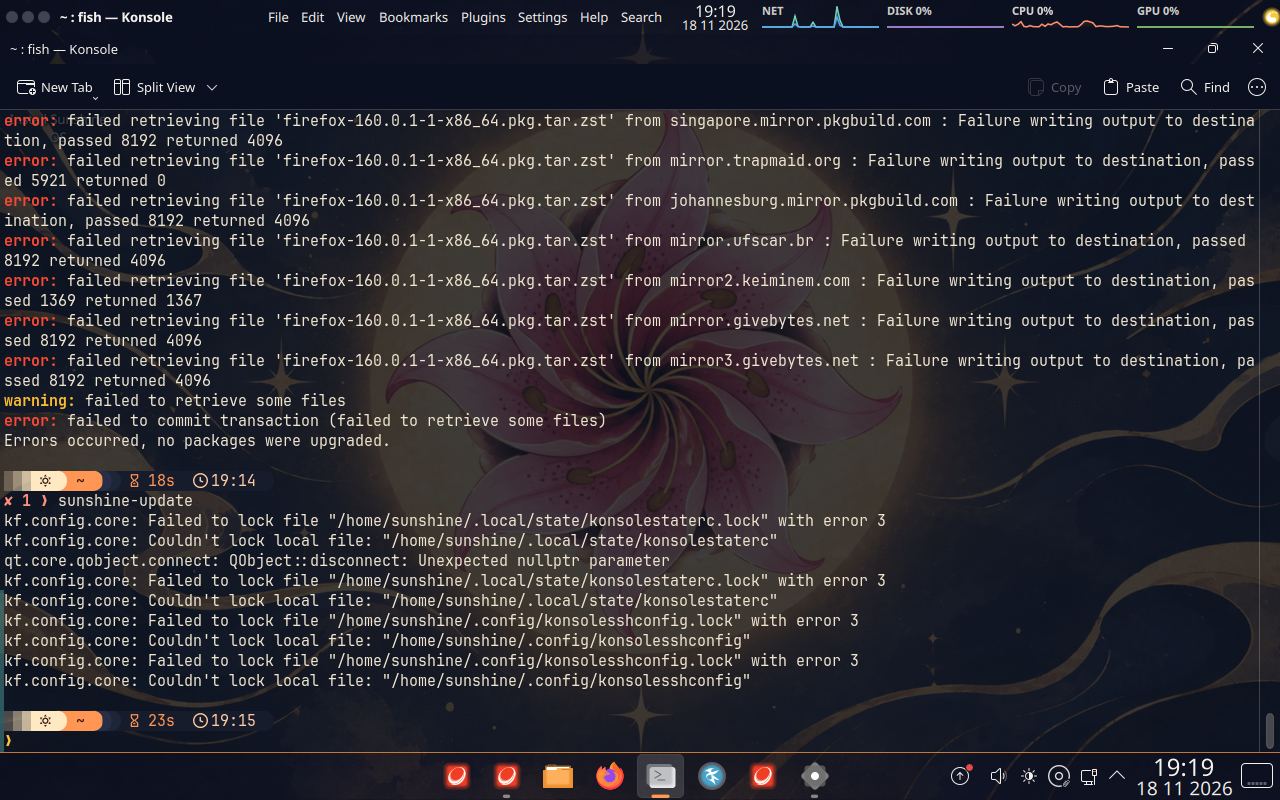 ~ : fish — Konsole
File Edit View Bookmarks Plugins Settings Help Search
19:19
18 11 2026
NET
DISK 0%
CPU 0%
GPU 0%
~ : fish — Konsole
New Tab
Split View
Copy
Paste
Find
error: failed retrieving file 'firefox-160.0.1-1-x86_64.pkg.tar.zst' from singapore.mirror.pkgbuild.com : Failure writing output to destina
tion, passed 8192 returned 4096
error: failed retrieving file 'firefox-160.0.1-1-x86_64.pkg.tar.zst' from mirror.trapmaid.org : Failure writing output to destination, pass
ed 5921 returned 0
error: failed retrieving file 'firefox-160.0.1-1-x86_64.pkg.tar.zst' from johannesburg.mirror.pkgbuild.com : Failure writing output to dest
ination, passed 8192 returned 4096
error: failed retrieving file 'firefox-160.0.1-1-x86_64.pkg.tar.zst' from mirror.ufscar.br : Failure writing output to destination, passed
8192 returned 4096
error: failed retrieving file 'firefox-160.0.1-1-x86_64.pkg.tar.zst' from mirror2.keiminem.com : Failure writing output to destination, pas
sed 1369 returned 1367
error: failed retrieving file 'firefox-160.0.1-1-x86_64.pkg.tar.zst' from mirror.givebytes.net : Failure writing output to destination, pas
sed 8192 returned 4096
error: failed retrieving file 'firefox-160.0.1-1-x86_64.pkg.tar.zst' from mirror3.givebytes.net : Failure writing output to destination, pa
ssed 8192 returned 4096
warning: failed to retrieve some files
error: failed to commit transaction (failed to retrieve some files)
Errors occurred, no packages were upgraded.
~ 18s 19:14
✘ 1 ❯ sunshine-update
kf.config.core: Failed to lock file "/home/sunshine/.local/state/konsolestaterc.lock" with error 3
kf.config.core: Couldn't lock local file: "/home/sunshine/.local/state/konsolestaterc"
qt.core.qobject.connect: QObject::disconnect: Unexpected nullptr parameter
kf.config.core: Failed to lock file "/home/sunshine/.local/state/konsolestaterc.lock" with error 3
kf.config.core: Couldn't lock local file: "/home/sunshine/.local/state/konsolestaterc"
kf.config.core: Failed to lock file "/home/sunshine/.config/konsolesshconfig.lock" with error 3
kf.config.core: Couldn't lock local file: "/home/sunshine/.config/konsolesshconfig"
kf.config.core: Failed to lock file "/home/sunshine/.config/konsolesshconfig.lock" with error 3
kf.config.core: Couldn't lock local file: "/home/sunshine/.config/konsolesshconfig"
~ 23s 19:15
❯
19:19
18 11 2026